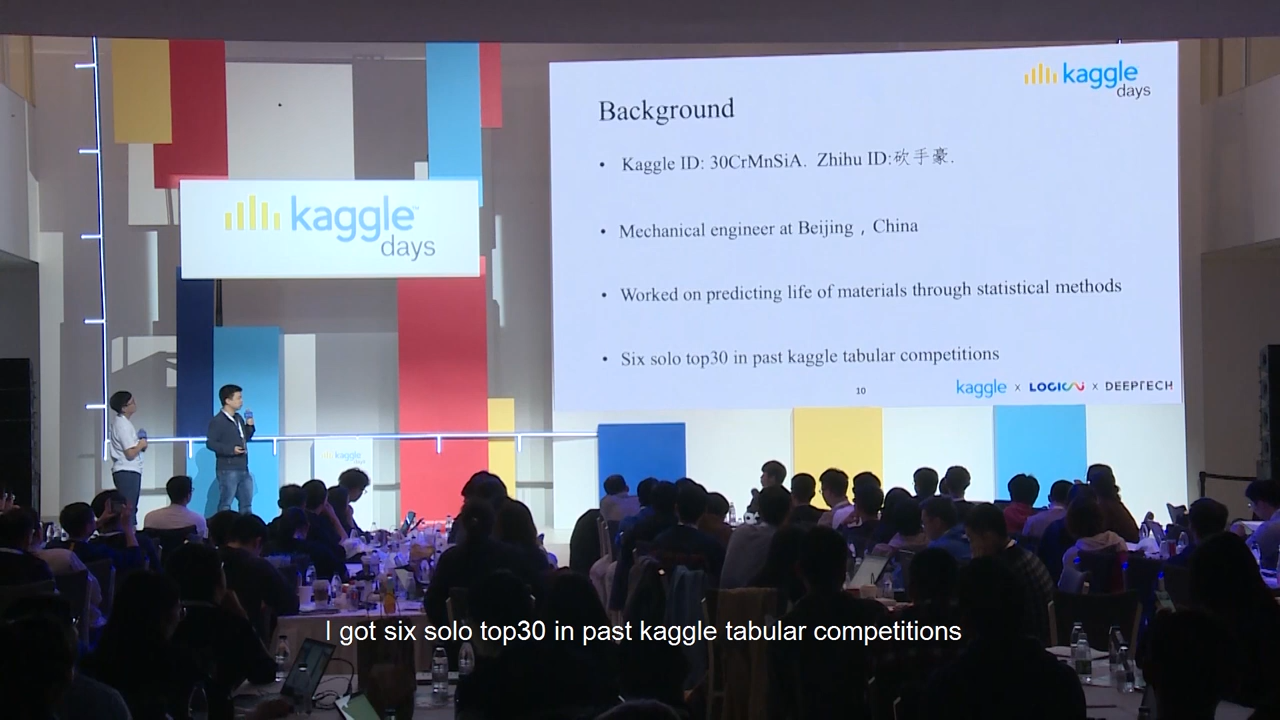 kaggle
days
Background
• Kaggle ID: 30CrMnSiA. Zhihu ID:砍手豪.
• Mechanical engineer at Beijing , China
• Worked on predicting life of materials through statistical methods
• Six solo top30 in past kaggle tabular competitions
10
kaggle x LOGIC x DEEPTECH
kaggle
days
kaggle
I got six solo top30 in past kaggle tabular competitions